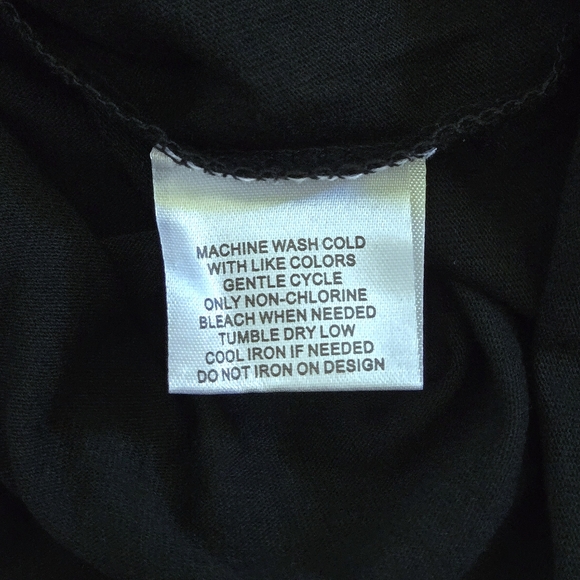 MACHINE WASH COLD
WITH LIKE COLORS
GENTLE CYCLE
ONLY NON-CHLORINE
BLEACH WHEN NEEDED
TUMBLE DRY LOW
COOL IRON IF NEEDED
DO NOT IRON ON DESIGN